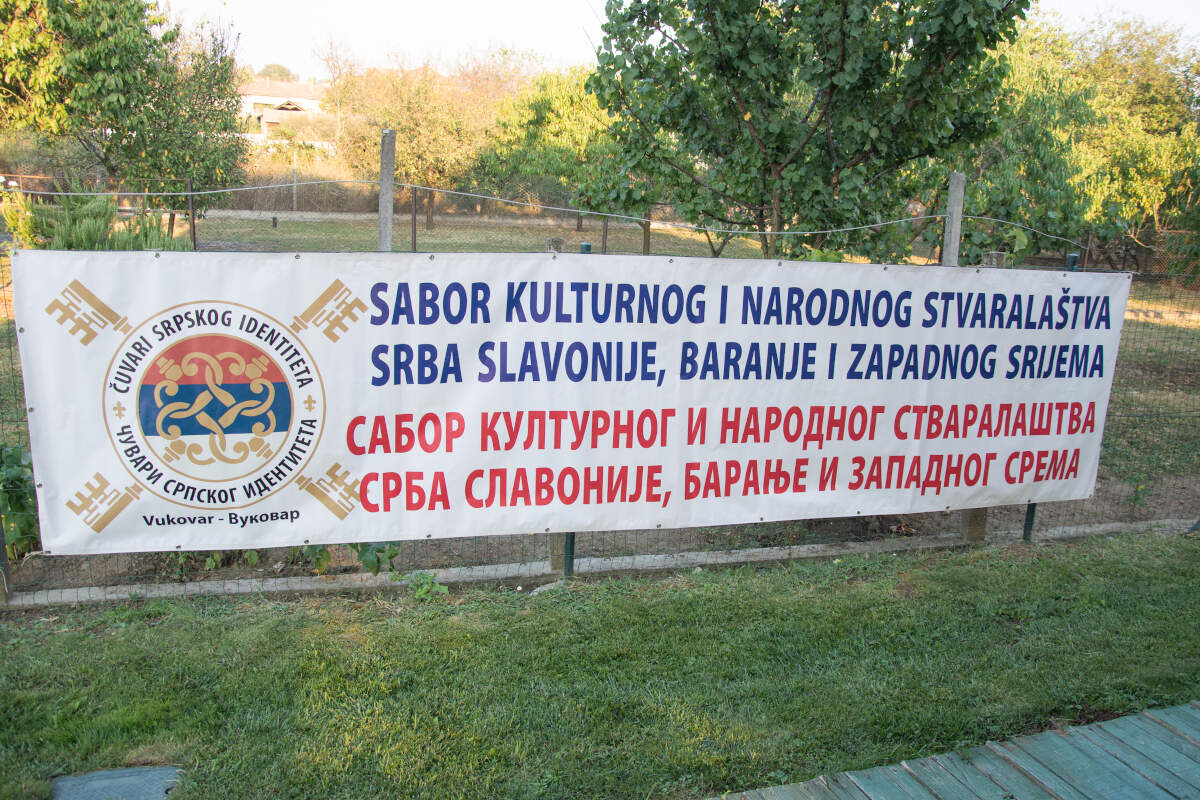 ČUVARI SRPSKOG IDENTITETA
ЧУВАРИ СРПСКОГ ИДЕНТИТЕТА
Vukovar - Вуковар
SABOR KULTURNOG I NARODNOG STVARALAŠTVA
SRBA SLAVONIJE, BARANJE I ZAPADNOG SRIJEMA
САБОР КУЛТУРНОГ И НАРОДНОГ СТВАРАЛАШТВА
СРБА СЛАВОНИЈЕ, БАРАЊЕ И ЗАПАДНОГ СРЕМА